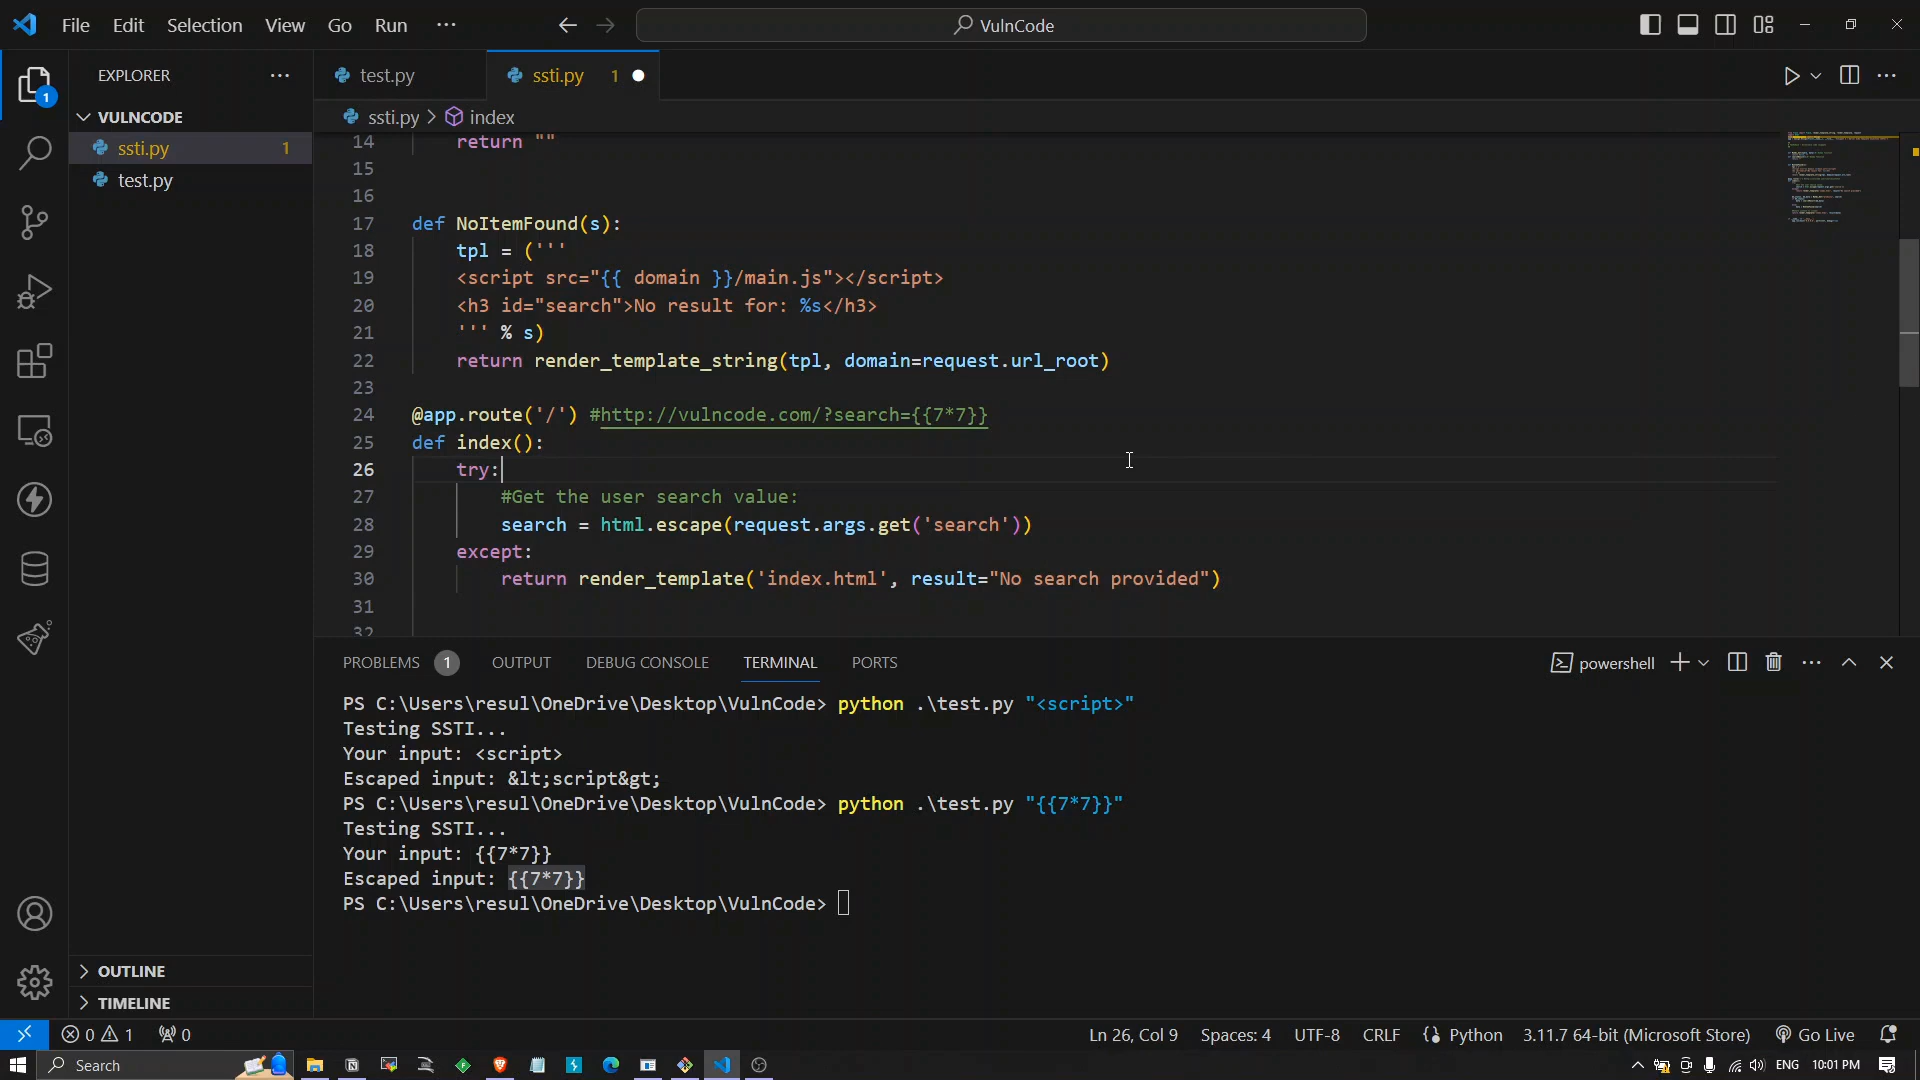 File Edit Selection View Go Run ···
VulnCode
EXPLORER ···
VULNCODE
ssti.py 1
test.py
OUTLINE
TIMELINE
1
test.py
ssti.py 1
ssti.py > index
14 return ""
15
16
17 def NoItemFound(s):
18 tpl = ('''
19 <script src="{{ domain }}/main.js"></script>
20 <h3 id="search">No result for: %s</h3>
21 ''' % s)
22 return render_template_string(tpl, domain=request.url_root)
23
24 @app.route('/') #http://vulncode.com/?search={{7*7}}
25 def index():
26 try:
27 #Get the user search value:
28 search = html.escape(request.args.get('search'))
29 except:
30 return render_template('index.html', result="No search provided")
31
32
PROBLEMS 1 OUTPUT DEBUG CONSOLE TERMINAL PORTS powershell
PS C:\Users\resul\OneDrive\Desktop\VulnCode> python .\test.py "<script>"
Testing SSTI...
Your input: <script>
Escaped input: &lt;script&gt;
PS C:\Users\resul\OneDrive\Desktop\VulnCode> python .\test.py "{{7*7}}"
Testing SSTI...
Your input: {{7*7}}
Escaped input: {{7*7}}
PS C:\Users\resul\OneDrive\Desktop\VulnCode>
0 1 0 Ln 26, Col 9 Spaces: 4 UTF-8 CRLF Python 3.11.7 64-bit (Microsoft Store) Go Live
Search ENG 10:01 PM